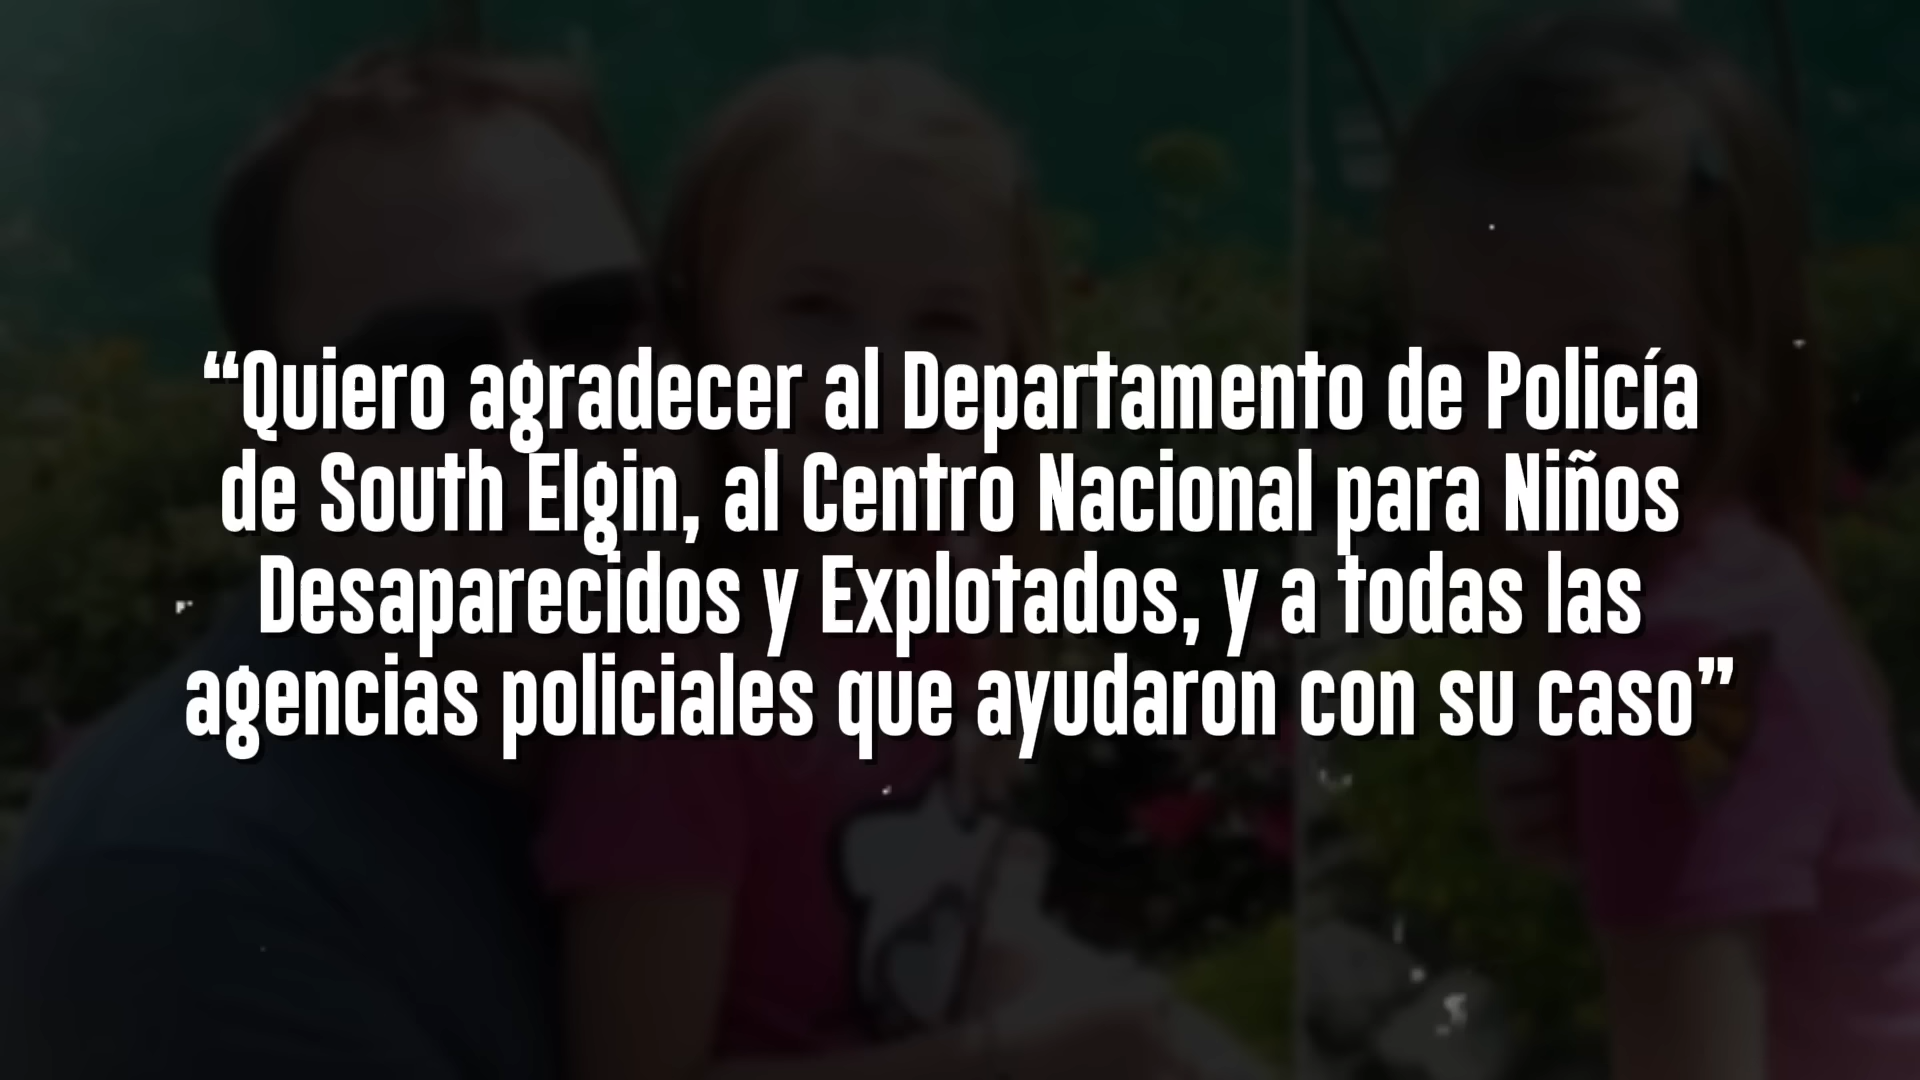 “Quiero agradecer al Departamento de Policía
de South Elgin, al Centro Nacional para Niños
Desaparecidos y Explotados, y a todas las
agencias policiales que ayudaron con su caso”